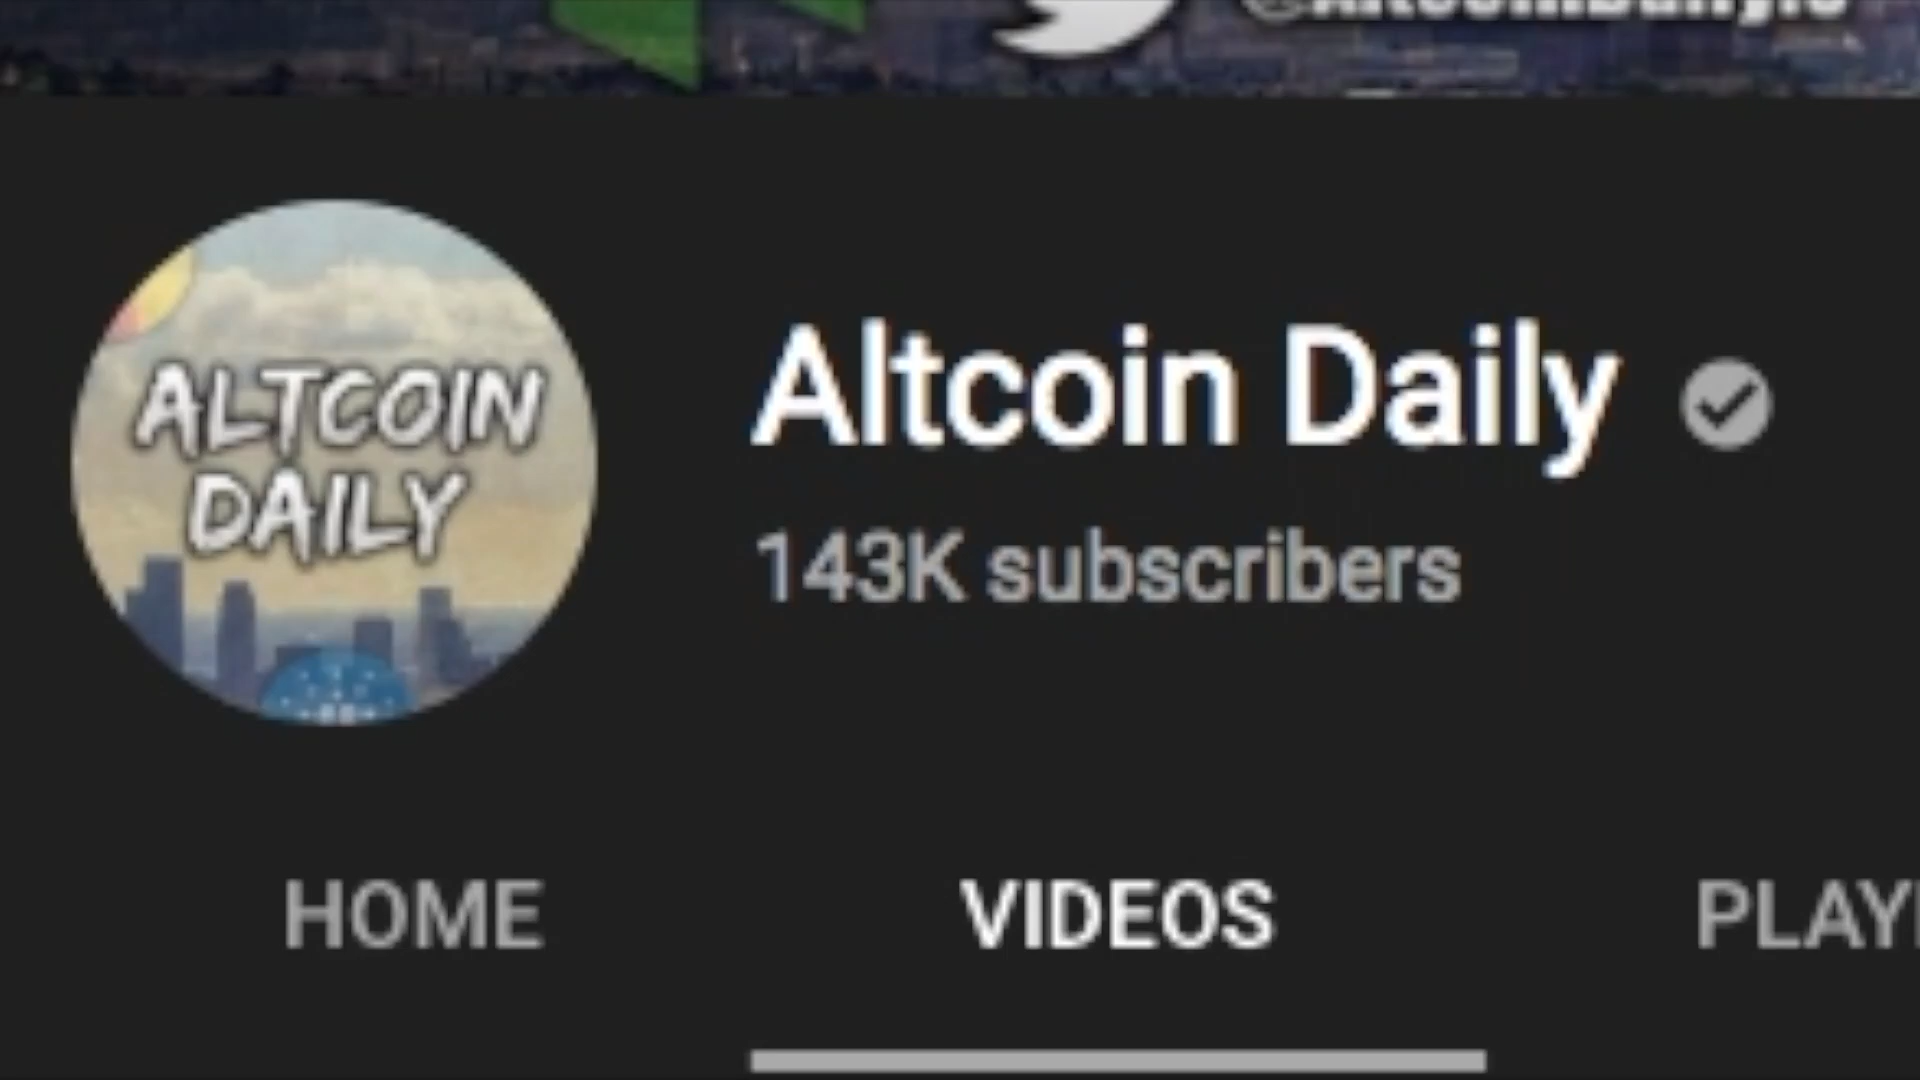 ALTCOIN
DAILY
Altcoin Daily
143K subscribers
HOME
VIDEOS